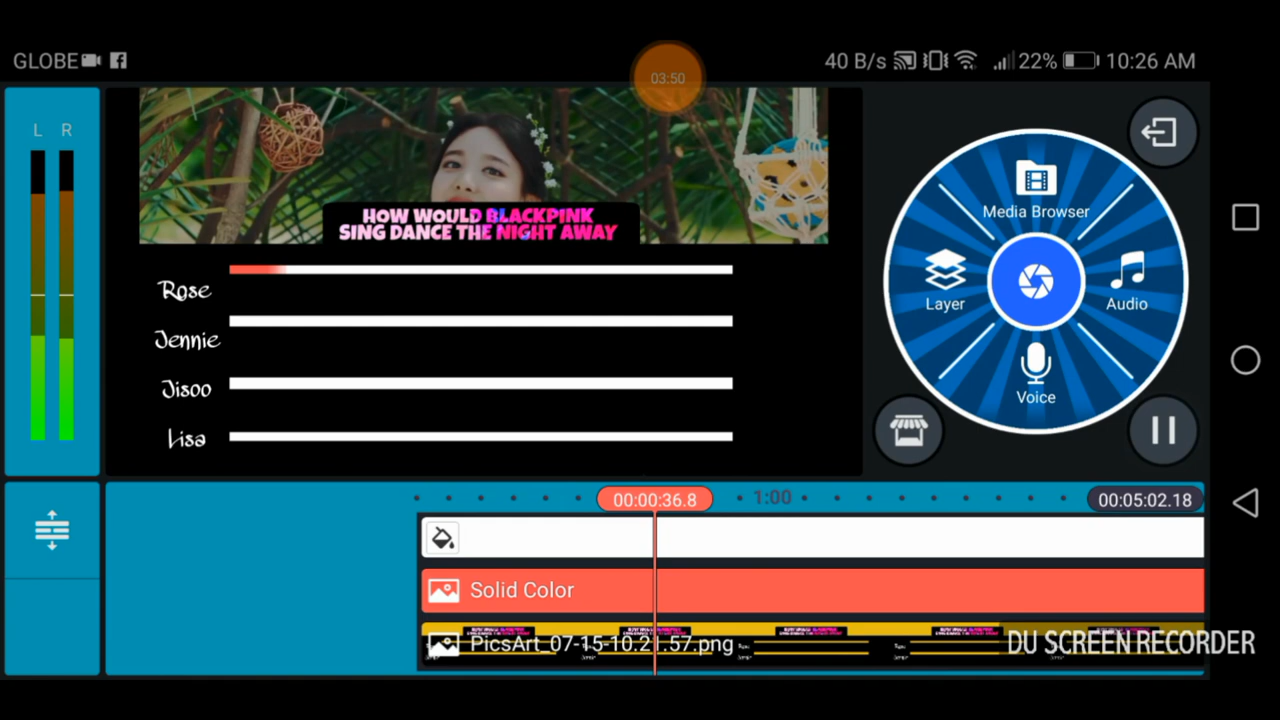 GLOBE
03:50
40 B/s
22%
10:26 AM
L R
HOW WOULD BLACKPINK
SING DANCE THE NIGHT AWAY
Rose
Jennie
Jisoo
Lisa
Media Browser
Layer
Audio
Voice
00:00:36.8
1:00
00:05:02.18
Solid Color
PicsArt_07-15-10.21.57.png
DU SCREEN RECORDER